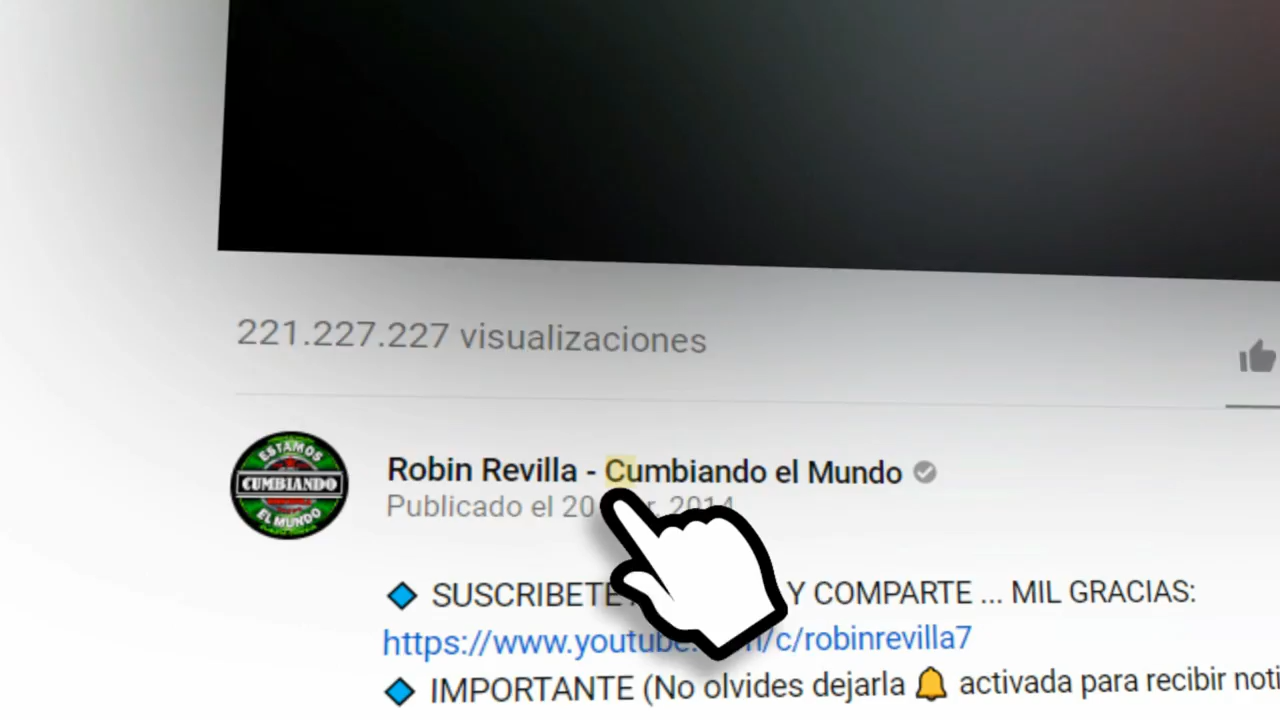 221.227.227 visualizaciones
ESTAMOS
CUMBIANDO
EL MUNDO
Robin Revilla - Cumbiando el Mundo
Publicado el 20 2014
SUSCRIBETE Y COMPARTE ... MIL GRACIAS:
https://www.youtube. /c/robinrevilla7
IMPORTANTE (No olvides dejarla 🔔 activada para recibir noti